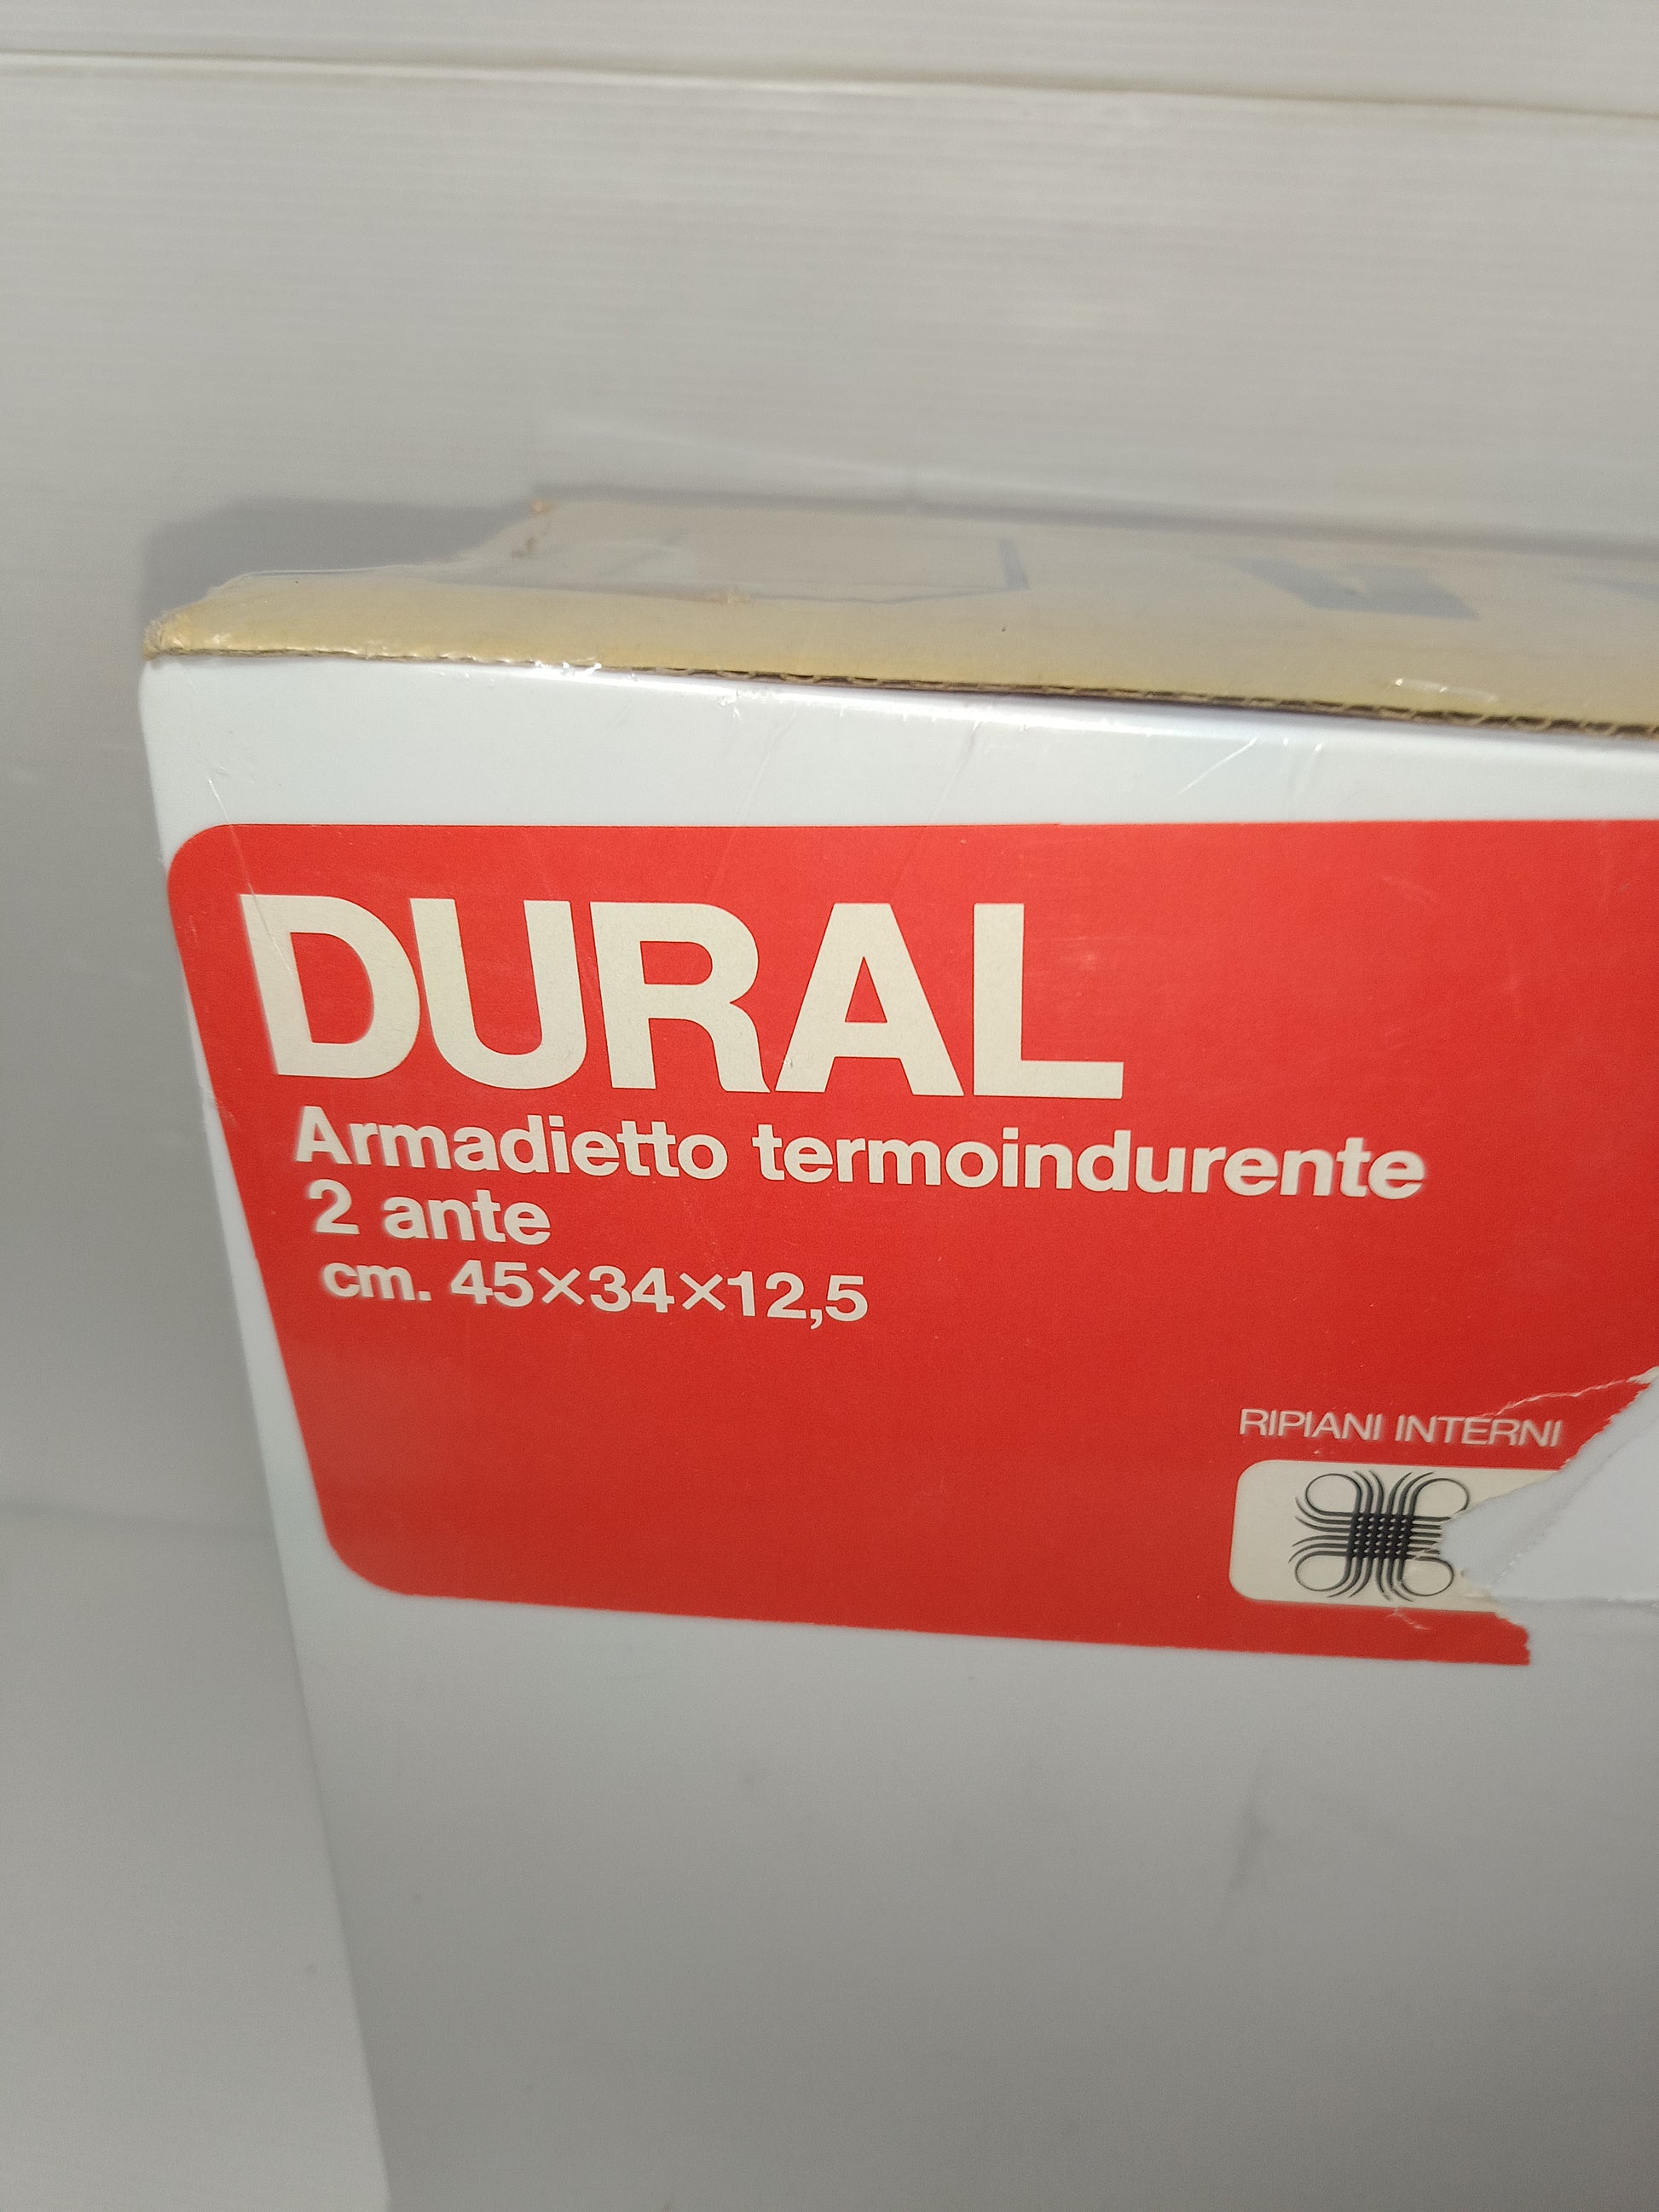 DURAL
Armadietto termoindurente
2 ante
cm. 45×34×12,5
RIPIANI INTERNI